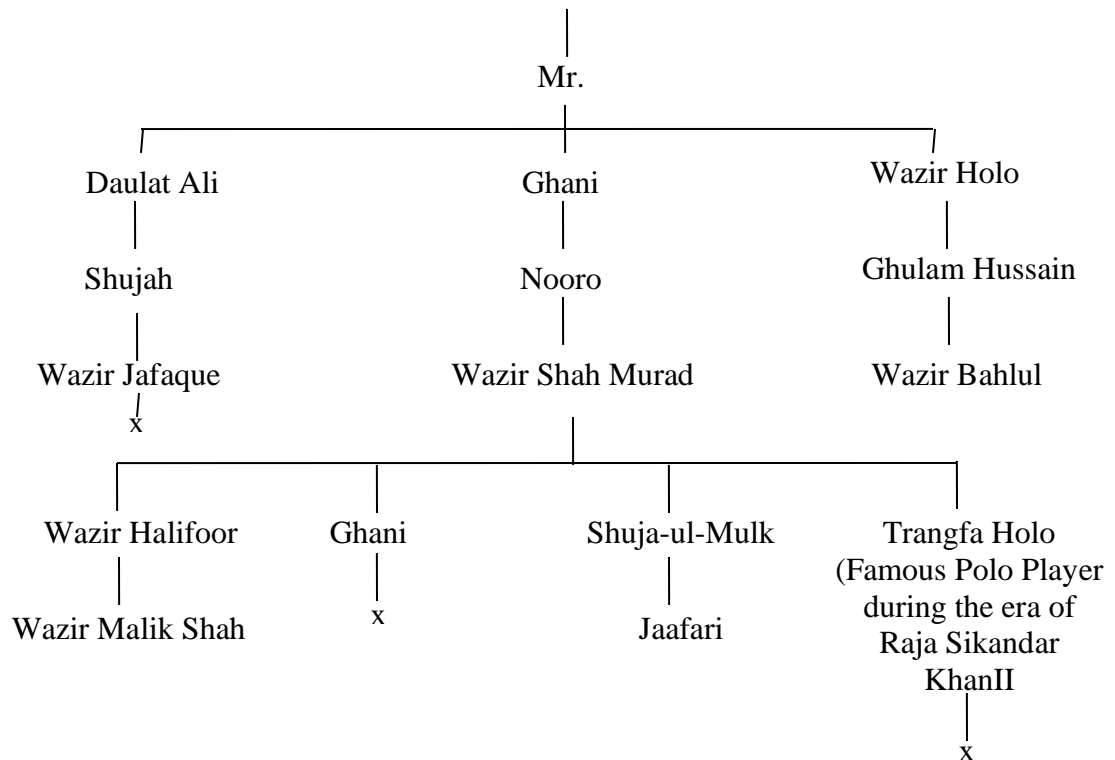 Mr.
Daulat Ali
Ghani
Wazir Holo
Shujah
Nooro
Ghulam Hussain
Wazir Jafaque
Wazir Shah Murad
Wazir Bahlul
x
Wazir Halifoor
Ghani
Shuja-ul-Mulk
Trangfa Holo
(Famous Polo Player
during the era of
Raja Sikandar
KhanII
Wazir Malik Shah
x
Jaafari
x